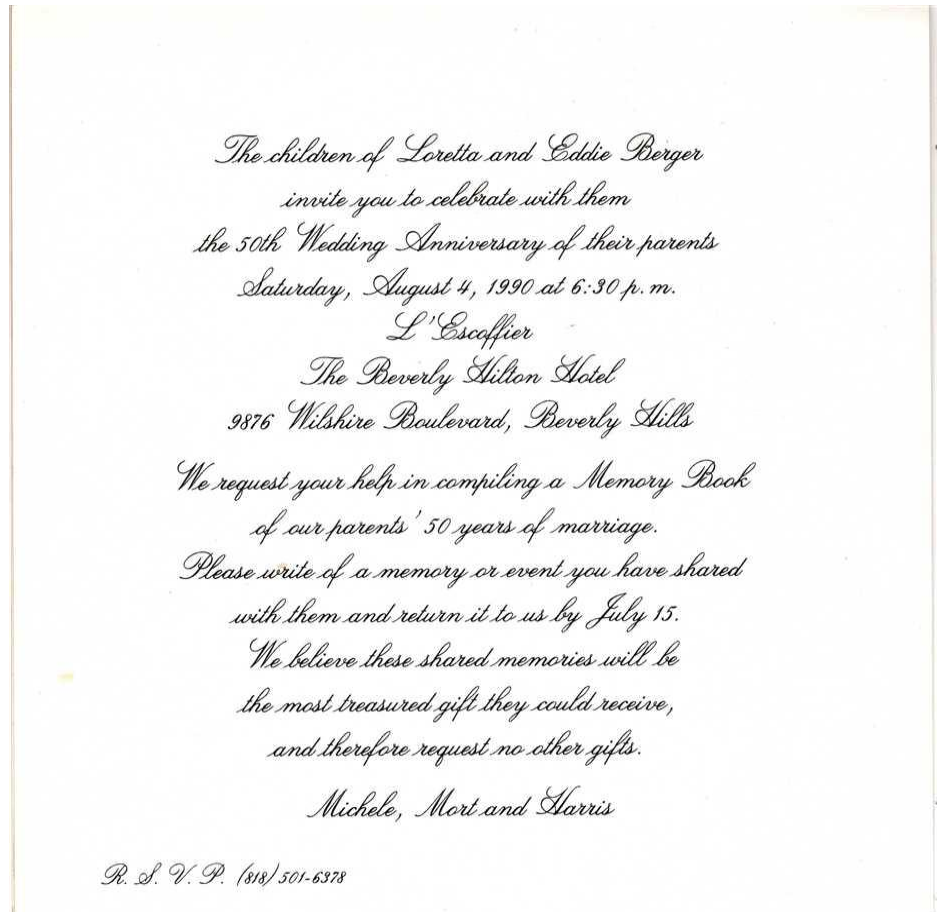 The children of Loretta and Eddie Berger
invite you to celebrate with them
the 50th Wedding Anniversary of their parents
Saturday, August 4, 1990 at 6:30 p.m.
L'Escoffier
The Beverly Hilton Hotel
9876 Wilshire Boulevard, Beverly Hills
We request your help in compiling a Memory Book
of our parents' 50 years of marriage.
Please write of a memory or event you have shared
with them and return it to us by July 15.
We believe these shared memories will be
the most treasured gift they could receive,
and therefore request no other gifts.
Michele, Mort and Harris
R. S. V. P. (818) 501-6378